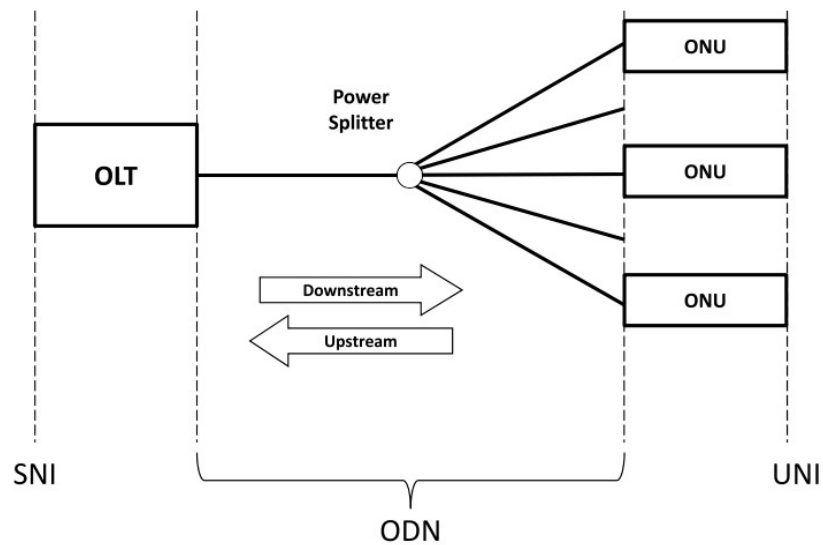 ONU
Power
Splitter
OLT
ONU
Downstream
ONU
Upstream
SNI
UNI
ODN